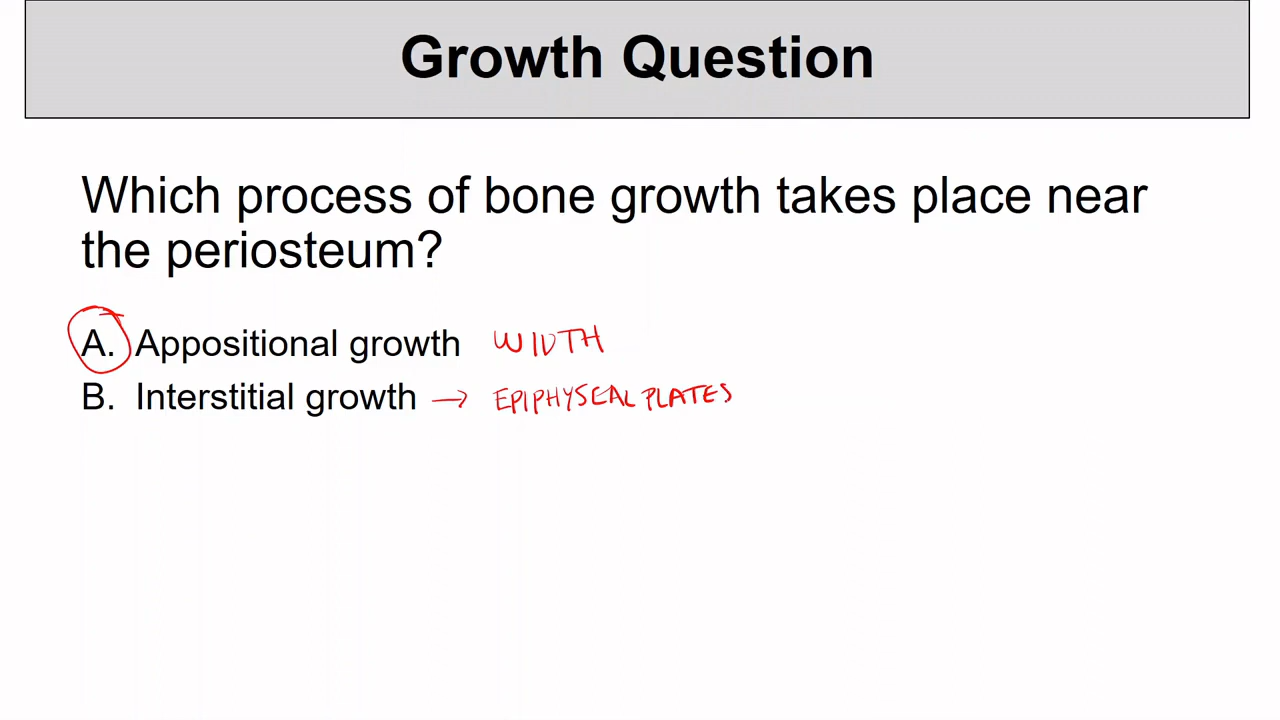 Growth Question
Which process of bone growth takes place near
the periosteum?
A. Appositional growth WIDTH
B. Interstitial growth → EPIPHYSEAL PLATES